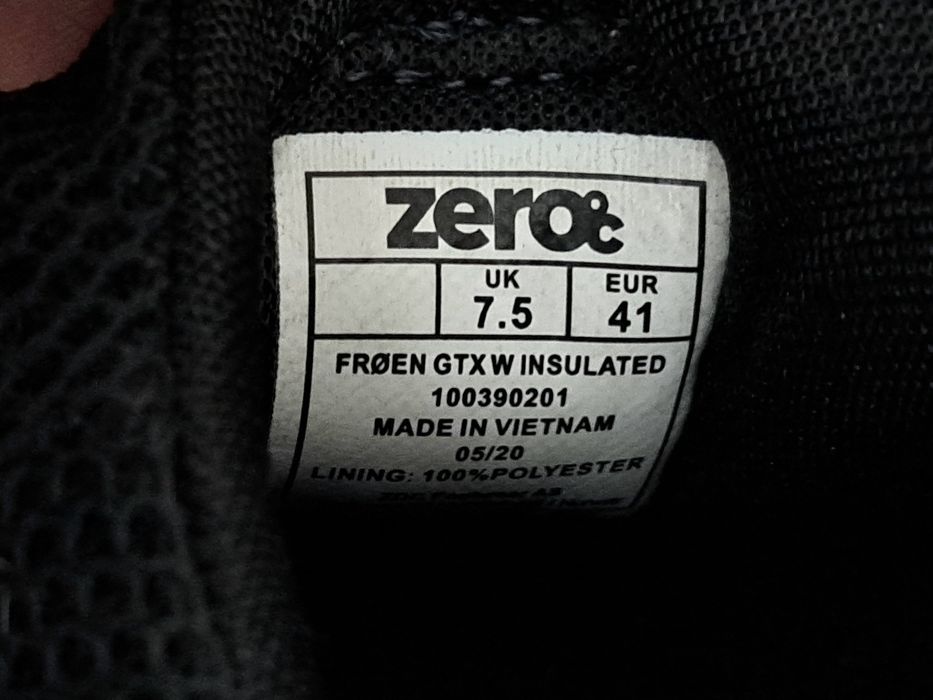 zero°c
UK EUR
7.5 41
FRØEN GTX W INSULATED
100390201
MADE IN VIETNAM
05/20
LINING: 100%POLYESTER